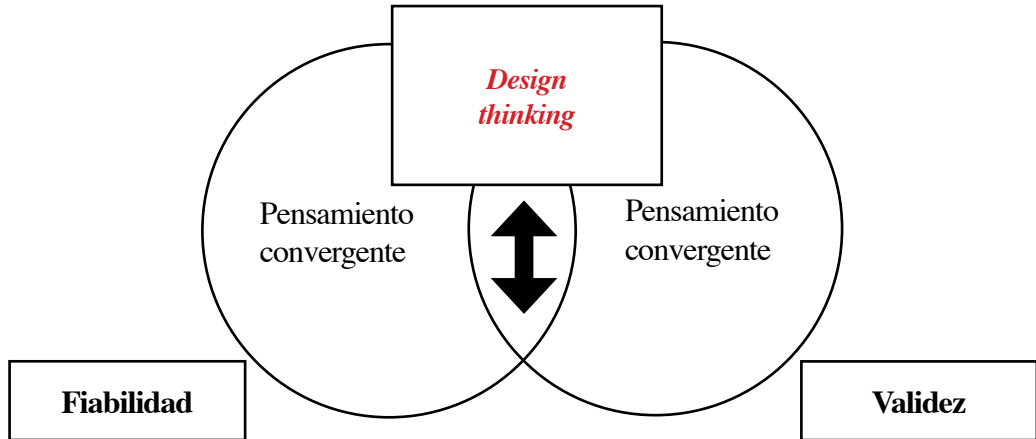 Design
thinking
Pensamiento
convergente
Pensamiento
convergente
Fiabilidad
Validez